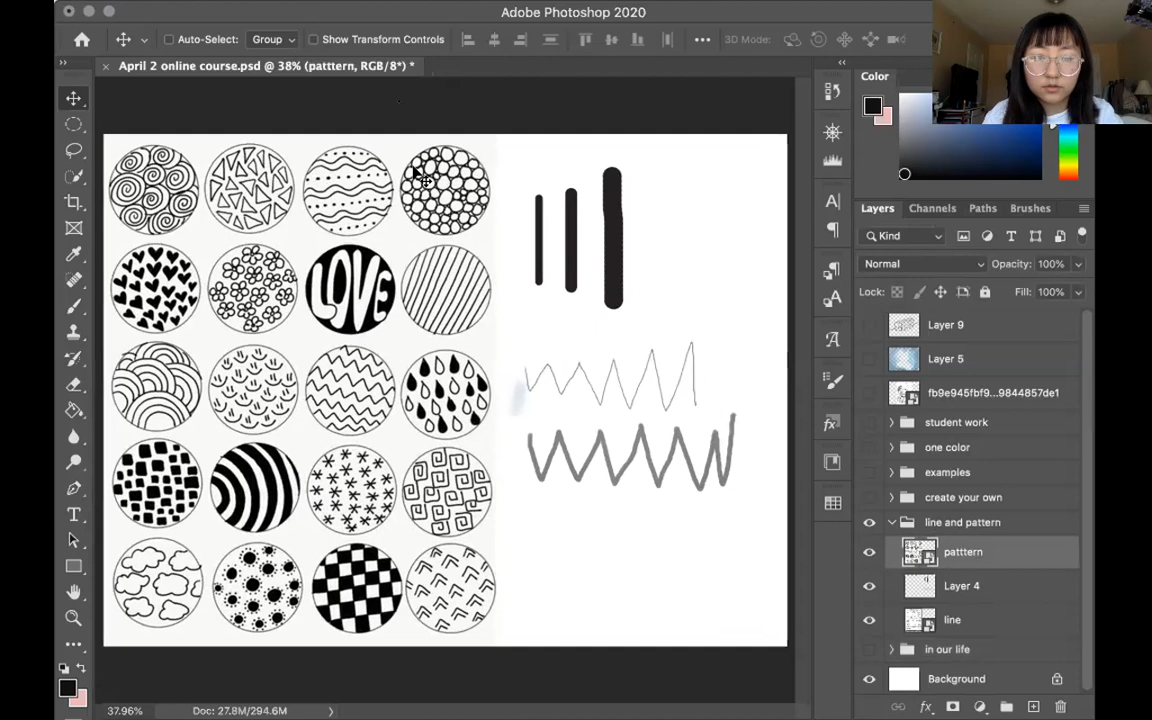 Adobe Photoshop 2020
Auto-Select: Group Show Transform Controls 3D Mode:
April 2 online course.psd @ 38% (patttern, RGB/8*) *
Color
LOVE
Layers Channels Paths Brushes
Kind
Normal Opacity: 100%
Lock: Fill: 100%
Layer 9
Layer 5
fb9e945fbf9...9844857de1
student work
one color
examples
create your own
line and pattern
patttern
Layer 4
line
in our life
Background
37.96% Doc: 27.8M/294.6M